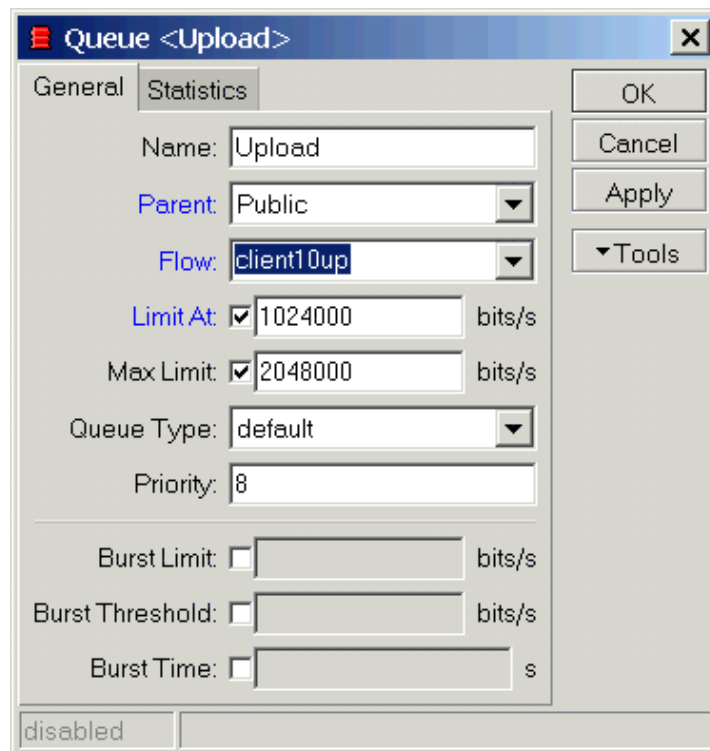 Queue <Upload>
General Statistics
OK
Name: Upload
Cancel
Parent: Public
Apply
Flow: client10up
Tools
Limit At: 1024000 bits/s
Max Limit: 2048000 bits/s
Queue Type: default
Priority: 8
Burst Limit: bits/s
Burst Threshold: bits/s
Burst Time: s
disabled